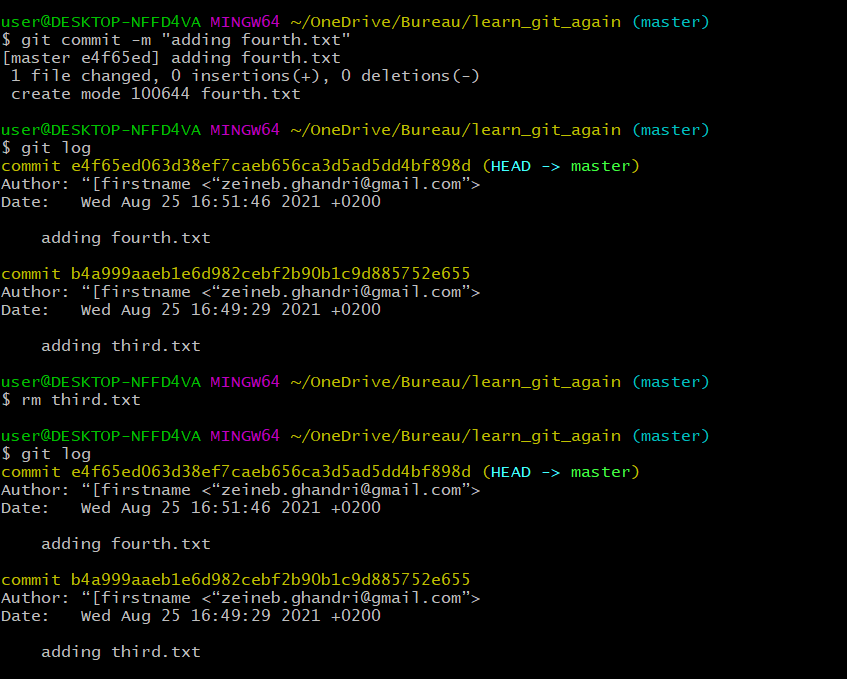 user@DESKTOP-NFFD4VA MINGW64 ~/OneDrive/Bureau/learn_git_again (master)
$ git commit -m "adding fourth.txt"
[master e4f65ed] adding fourth.txt
 1 file changed, 0 insertions(+), 0 deletions(-)
 create mode 100644 fourth.txt

user@DESKTOP-NFFD4VA MINGW64 ~/OneDrive/Bureau/learn_git_again (master)
$ git log
commit e4f65ed063d38ef7caeb656ca3d5ad5dd4bf898d (HEAD -> master)
Author: “[firstname <“zeineb.ghandri@gmail.com”>
Date:   Wed Aug 25 16:51:46 2021 +0200

    adding fourth.txt

commit b4a999aaeb1e6d982cebf2b90b1c9d885752e655
Author: “[firstname <“zeineb.ghandri@gmail.com”>
Date:   Wed Aug 25 16:49:29 2021 +0200

    adding third.txt

user@DESKTOP-NFFD4VA MINGW64 ~/OneDrive/Bureau/learn_git_again (master)
$ rm third.txt

user@DESKTOP-NFFD4VA MINGW64 ~/OneDrive/Bureau/learn_git_again (master)
$ git log
commit e4f65ed063d38ef7caeb656ca3d5ad5dd4bf898d (HEAD -> master)
Author: “[firstname <“zeineb.ghandri@gmail.com”>
Date:   Wed Aug 25 16:51:46 2021 +0200

    adding fourth.txt

commit b4a999aaeb1e6d982cebf2b90b1c9d885752e655
Author: “[firstname <“zeineb.ghandri@gmail.com”>
Date:   Wed Aug 25 16:49:29 2021 +0200

    adding third.txt